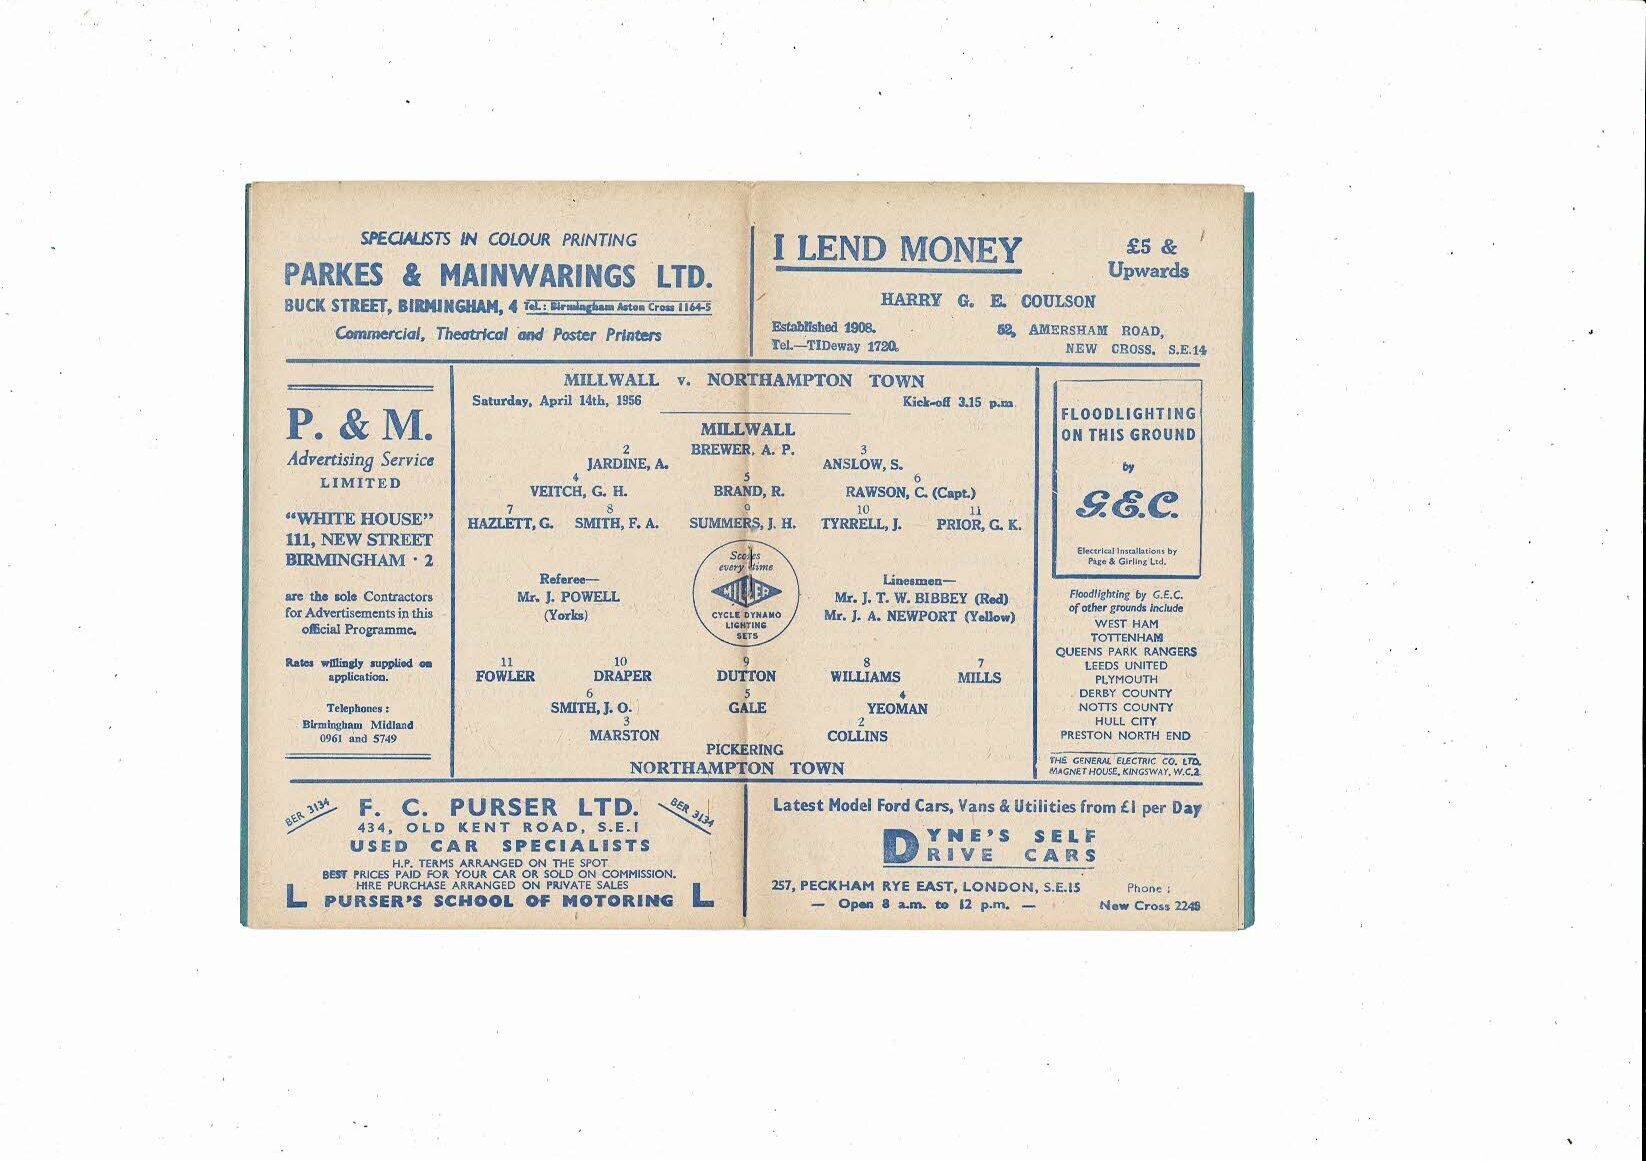 SPECIALISTS IN COLOUR PRINTING
PARKES & MAINWARINGS LTD.
BUCK STREET, BIRMINGHAM, 4 Tel.: Birmingham Aston Cross 1164-5
Commercial, Theatrical and Poster Printers
I LEND MONEY
£5 &
Upwards
HARRY G. E. COULSON
Established 1908.
52, AMERSHAM ROAD,
Tel.—TIDeway 1720.
NEW CROSS. S.E.14
P. & M.
Advertising Service
LIMITED
“WHITE HOUSE”
111, NEW STREET
BIRMINGHAM · 2
are the sole Contractors
for Advertisements in this
official Programme.
Rates willingly supplied on
application.
Telephones :
Birmingham Midland
0961 and 5749
MILLWALL v. NORTHAMPTON TOWN
Saturday, April 14th, 1956 Kick-off 3.15 p.m.
MILLWALL
BREWER, A. P.
2 3
JARDINE, A. ANSLOW, S.
4 5 6
VEITCH, G. H. BRAND, R. RAWSON, C. (Capt.)
7 8 9 10 11
HAZLETT, G. SMITH, F. A. SUMMERS, J. H. TYRRELL, J. PRIOR, G. K.
Referee—
Mr. J. POWELL
(Yorks)
Scores
every time
MILLER
CYCLE DYNAMO
LIGHTING
SETS
Linesmen—
Mr. J. T. W. BIBBEY (Red)
Mr. J. A. NEWPORT (Yellow)
11 10 9 8 7
FOWLER DRAPER DUTTON WILLIAMS MILLS
6 5 4
SMITH, J. O. GALE YEOMAN
3 2
MARSTON COLLINS
PICKERING
NORTHAMPTON TOWN
FLOODLIGHTING
ON THIS GROUND
by
G.E.C.
Electrical Installations by
Page & Girling Ltd.
Floodlighting by G.E.C.
of other grounds include
WEST HAM
TOTTENHAM
QUEENS PARK RANGERS
LEEDS UNITED
PLYMOUTH
DERBY COUNTY
NOTTS COUNTY
HULL CITY
PRESTON NORTH END
THE GENERAL ELECTRIC CO. LTD.
MAGNET HOUSE, KINGSWAY, W.C.2
BER 3134 F. C. PURSER LTD. BER 3134
434, OLD KENT ROAD, S.E.1
USED CAR SPECIALISTS
H.P. TERMS ARRANGED ON THE SPOT
BEST PRICES PAID FOR YOUR CAR OR SOLD ON COMMISSION.
HIRE PURCHASE ARRANGED ON PRIVATE SALES
L PURSER'S SCHOOL OF MOTORING L
Latest Model Ford Cars, Vans & Utilities from £1 per Day
DYNE'S SELF
DRIVE CARS
257, PECKHAM RYE EAST, LONDON, S.E.15 Phone :
— Open 8 a.m. to 12 p.m. — New Cross 2248